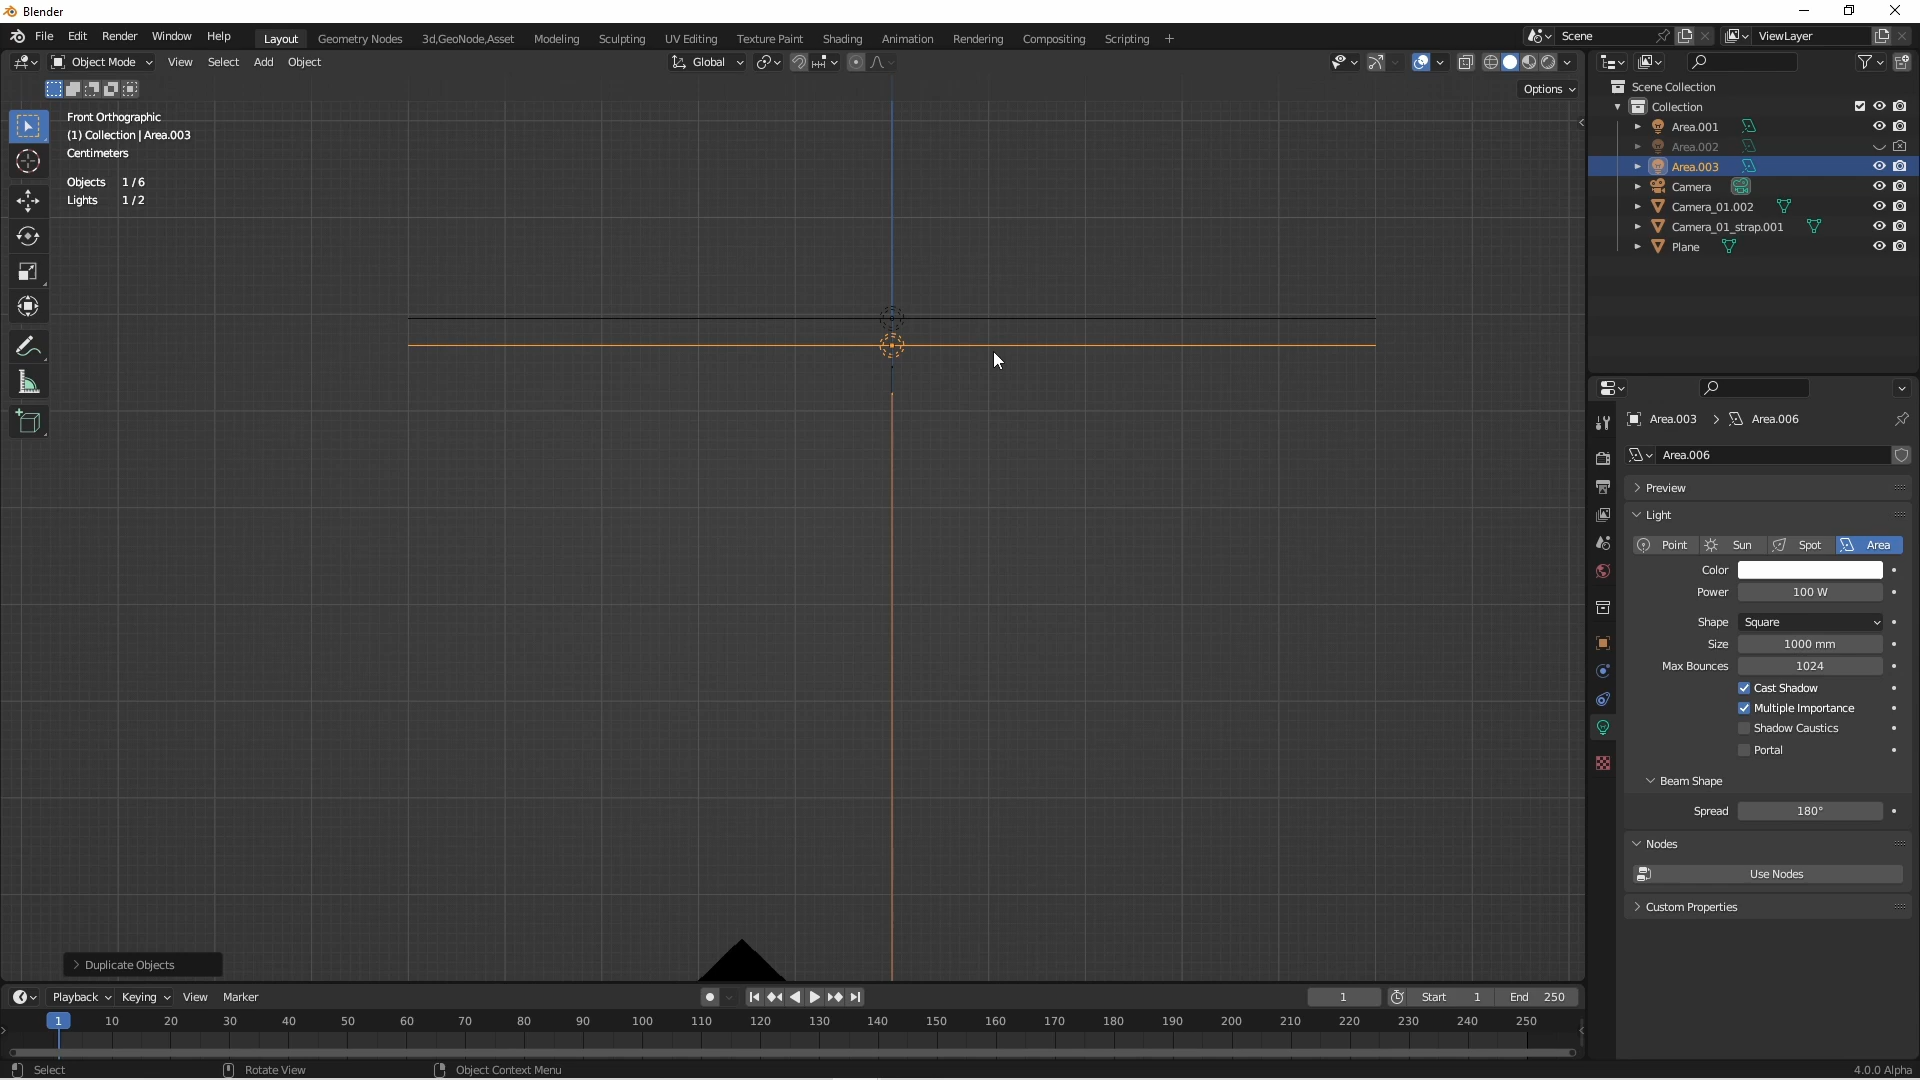 Blender
File Edit Render Window Help
Layout Geometry Nodes 3d,GeoNode,Asset Modeling Sculpting UV Editing Texture Paint Shading Animation Rendering Compositing Scripting +
Scene
ViewLayer
Object Mode View Select Add Object
Global
Options
Front Orthographic
(1) Collection | Area.003
Centimeters
Objects 1/6
Lights 1/2
Duplicate Objects
Scene Collection
Collection
Area.001
Area.002
Area.003
Camera
Camera_01.002
Camera_01_strap.001
Plane
Area.003 > Area.006
Area.006
Preview
Light
Point Sun Spot Area
Color
Power 100 W
Shape Square
Size 1000 mm
Max Bounces 1024
Cast Shadow
Multiple Importance
Shadow Caustics
Portal
Beam Shape
Spread 180°
Nodes
Use Nodes
Custom Properties
Playback Keying View Marker
1 Start 1 End 250
1 10 20 30 40 50 60 70 80 90 100 110 120 130 140 150 160 170 180 190 200 210 220 230 240 250
Select Rotate View Object Context Menu
4.0.0 Alpha